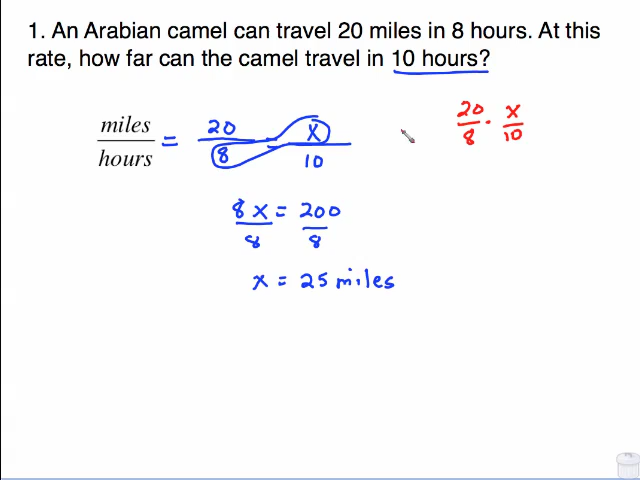 1. An Arabian camel can travel 20 miles in 8 hours. At this
rate, how far can the camel travel in 10 hours?
miles/hours = 20/8 = x/10
20/8 · x/10
8x/8 = 200/8
x = 25 miles